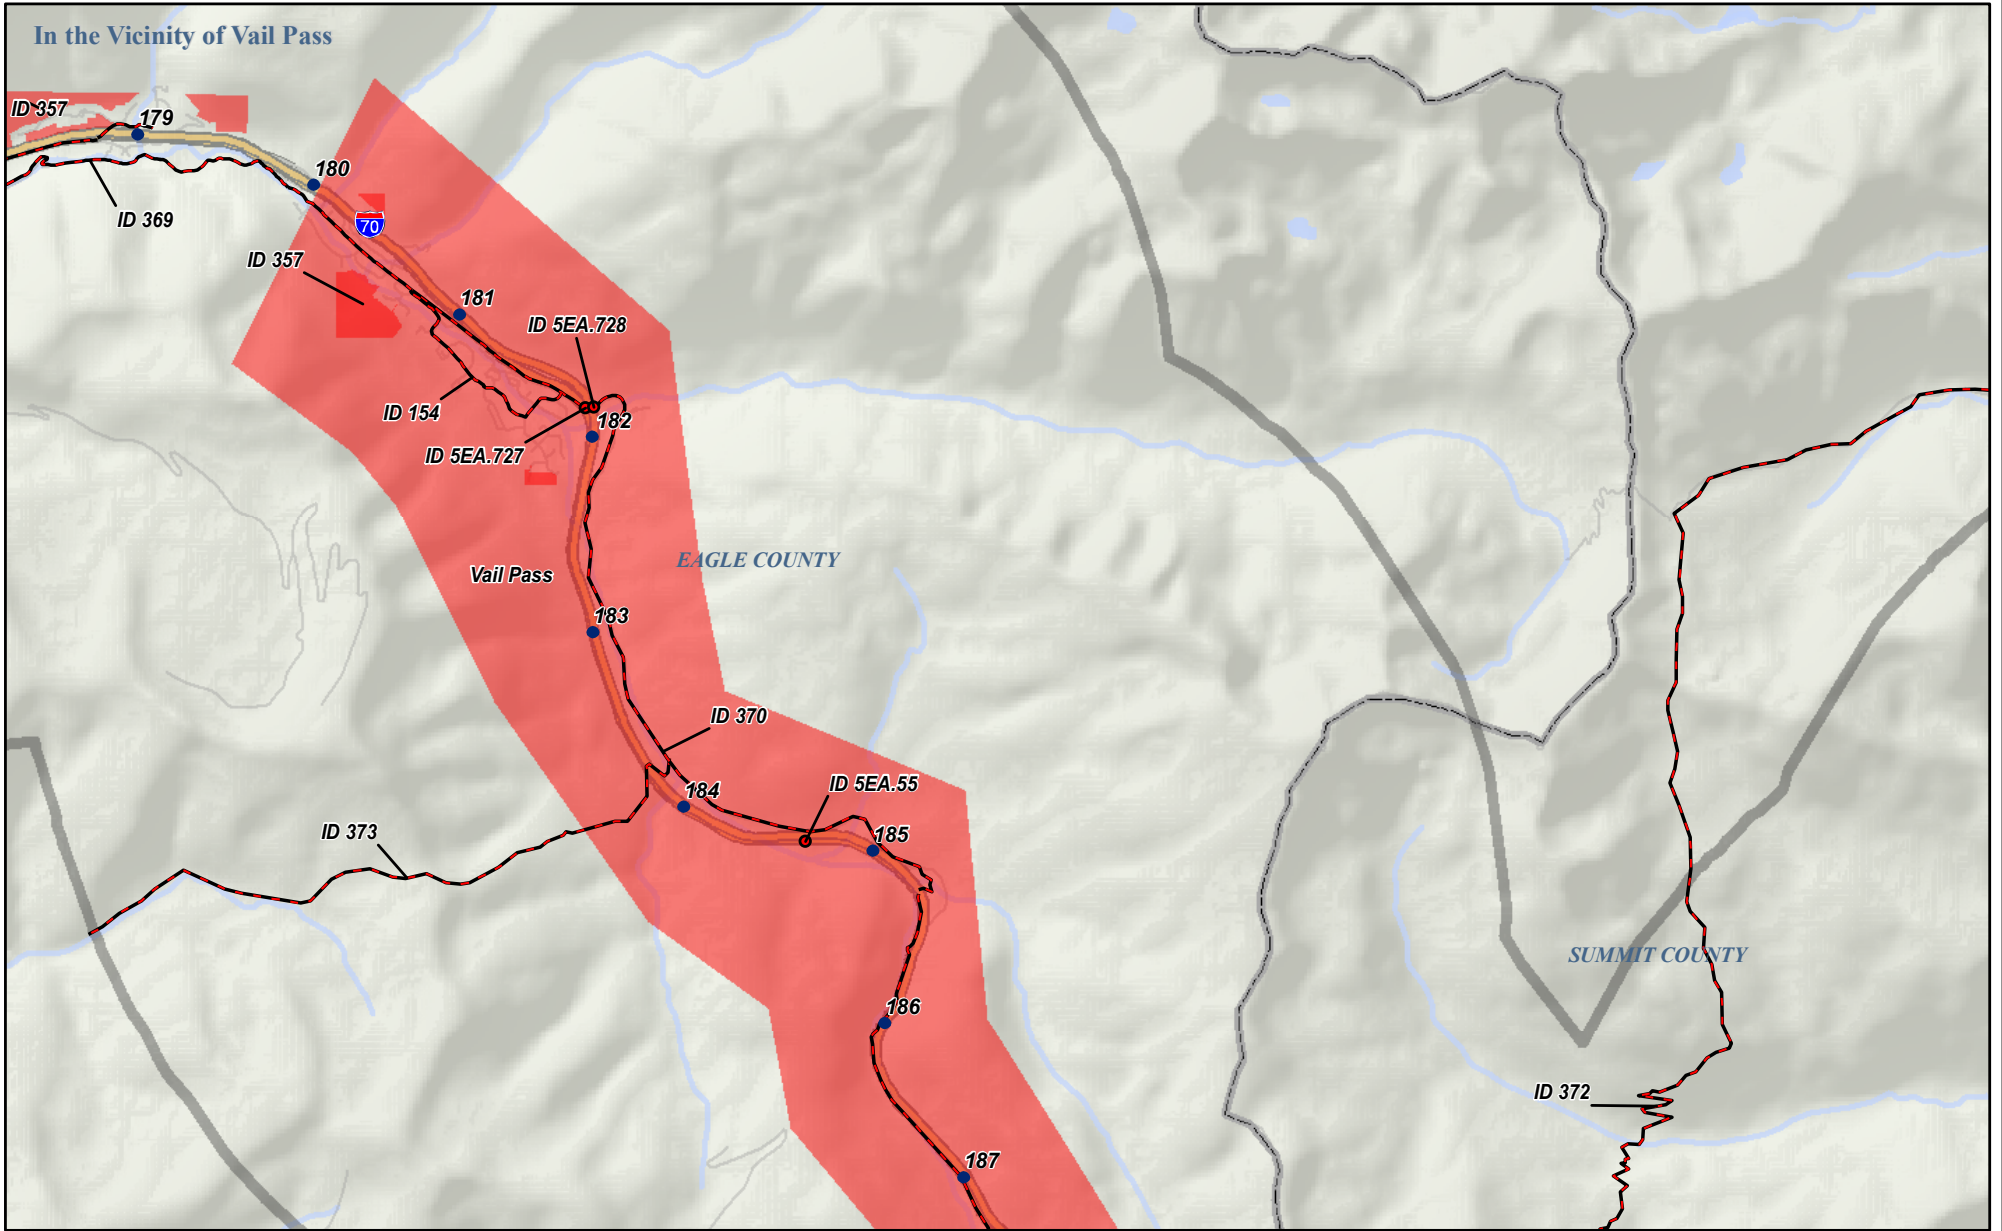 In the Vicinity of Vail Pass
ID 357
179
180
ID 369
70
ID 357
181
ID 5EA.728
ID 154
182
ID 5EA.727
EAGLE COUNTY
Vail Pass
183
ID 370
ID 5EA.55
184
ID 373
185
SUMMIT COUNTY
186
ID 372
187